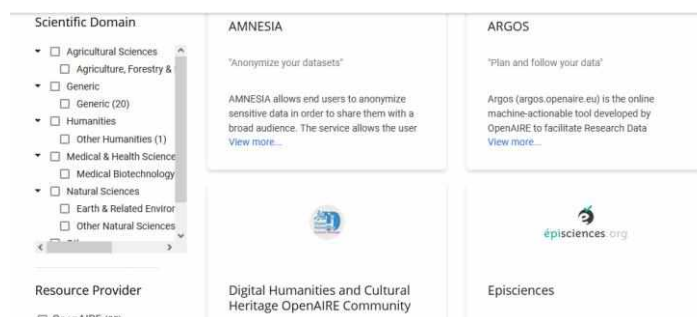 Scientific Domain
Agricultural Sciences
Agriculture, Forestry &
Generic
Generic (20)
Humanities
Other Humanities (1)
Medical & Health Science
Medical Biotechnology
Natural Sciences
Earth & Related Enviror
Other Natural Sciences
Resource Provider
AMNESIA
"Anonymize your datasets"
AMNESIA allows end users to anonymize
sensitive data in order to share them with a
broad audience. The service allows the user
View more...
ARGOS
"Plan and follow your data"
Argos (argos.openaire.eu) is the online
machine-actionable tool developed by
OpenAIRE to facilitate Research Data
View more...
Digital Humanities and Cultural
Heritage OpenAIRE Community
épisciences.org
Episciences